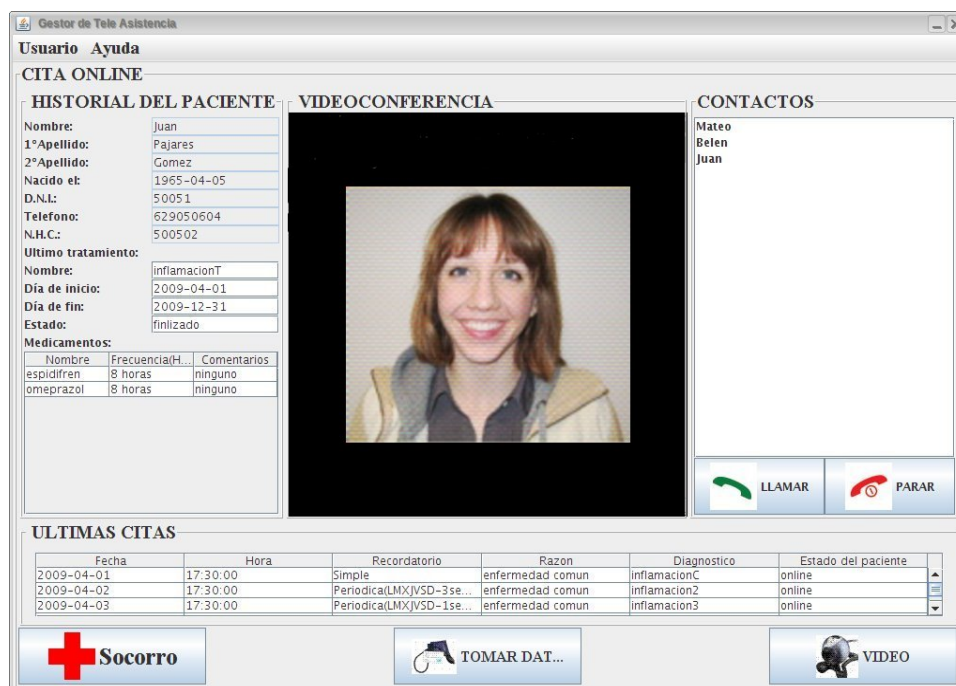 Gestor de Tele Asistencia
Usuario Ayuda
CITA ONLINE
HISTORIAL DEL PACIENTE
Nombre: Juan
1ºApellido: Pajares
2ºApellido: Gomez
Nacido el: 1965-04-05
D.N.I.: 50051
Telefono: 629050604
N.H.C.: 500502
Ultimo tratamiento:
Nombre: inflamacionT
Día de inicio: 2009-04-01
Día de fin: 2009-12-31
Estado: finlizado
Medicamentos:
Nombre Frecuencia(H... Comentarios
espidifren 8 horas ninguno
omeprazol 8 horas ninguno
VIDEOCONFERENCIA
CONTACTOS
Mateo
Belen
Juan
LLAMAR PARAR
ULTIMAS CITAS
Fecha Hora Recordatorio Razon Diagnostico Estado del paciente
2009-04-01 17:30:00 Simple enfermedad comun inflamacionC online
2009-04-02 17:30:00 Periodica(LMXJVSD-3se... enfermedad comun inflamacion2 online
2009-04-03 17:30:00 Periodica(LMXJVSD-1se... enfermedad comun inflamacion3 online
Socorro TOMAR DAT... VIDEO